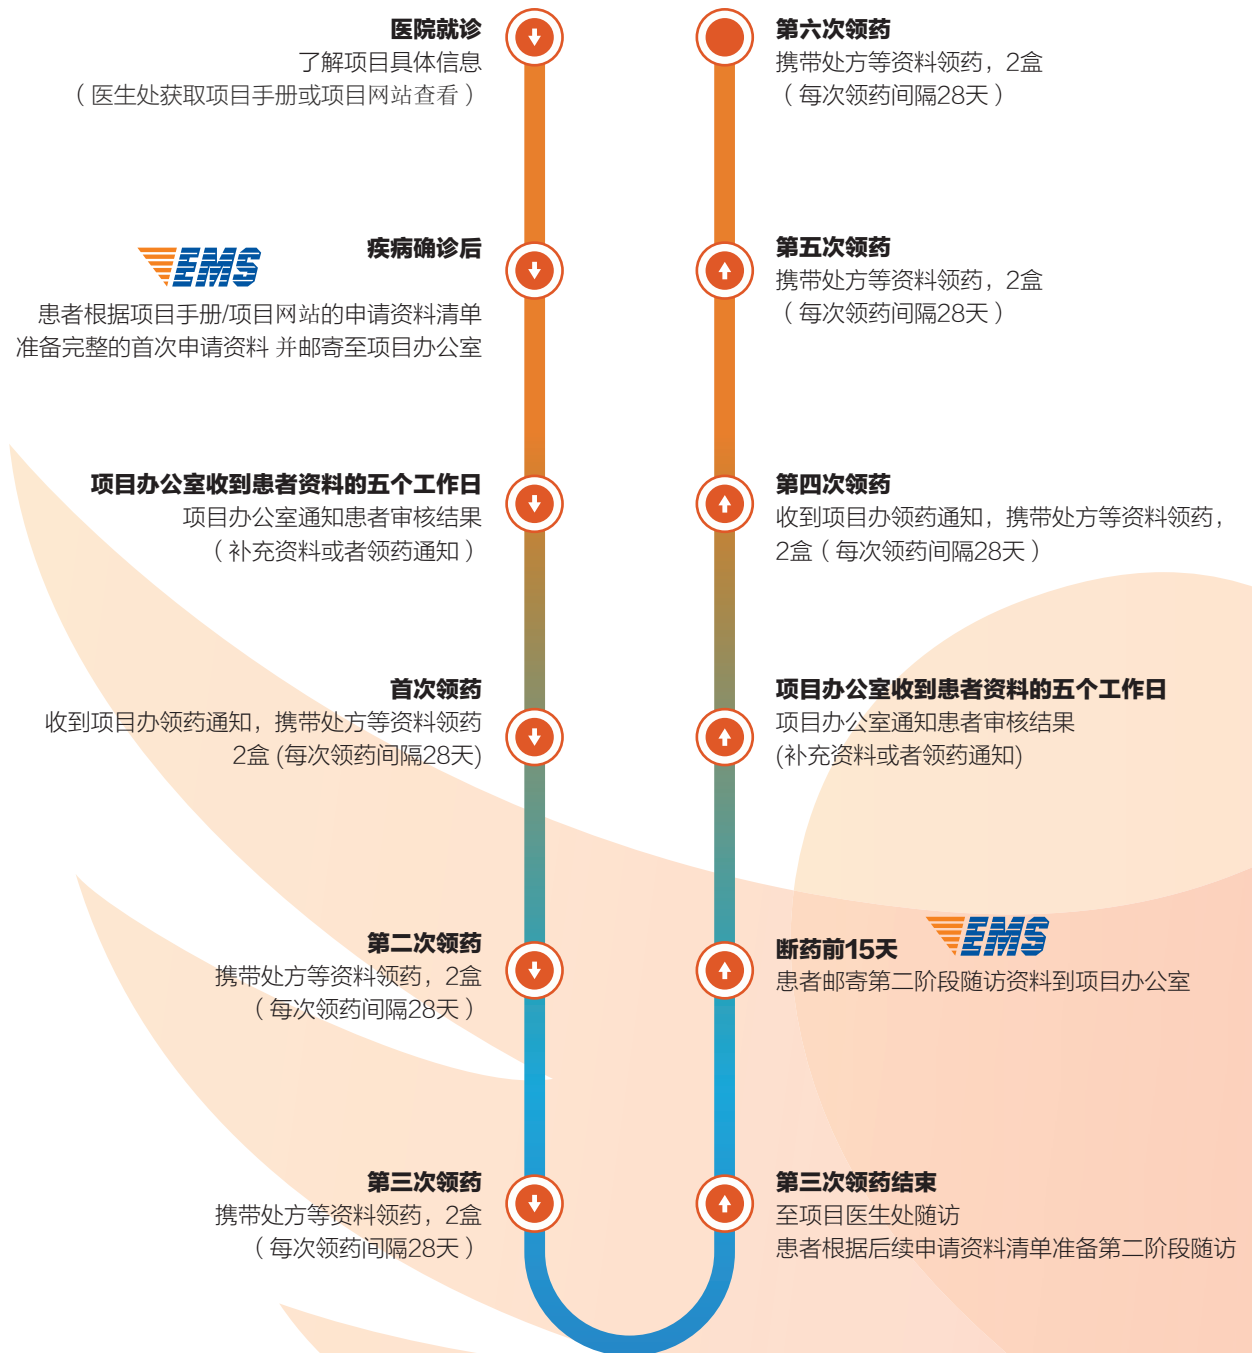 医院就诊
了解项目具体信息
（医生处获取项目手册或项目网站查看）
EMS
疾病确诊后
患者根据项目手册/项目网站的申请资料清单
准备完整的首次申请资料 并邮寄至项目办公室
项目办公室收到患者资料的五个工作日
项目办公室通知患者审核结果
（补充资料或者领药通知）
首次领药
收到项目办领药通知，携带处方等资料领药
2盒 (每次领药间隔28天)
第二次领药
携带处方等资料领药，2盒
（每次领药间隔28天）
第三次领药
携带处方等资料领药，2盒
（每次领药间隔28天）
第三次领药结束
至项目医生处随访
患者根据后续申请资料清单准备第二阶段随访
断药前15天
EMS
患者邮寄第二阶段随访资料到项目办公室
项目办公室收到患者资料的五个工作日
项目办公室通知患者审核结果
(补充资料或者领药通知)
第四次领药
收到项目办领药通知，携带处方等资料领药，
2盒（每次领药间隔28天）
第五次领药
携带处方等资料领药，2盒
（每次领药间隔28天）
第六次领药
携带处方等资料领药，2盒
（每次领药间隔28天）